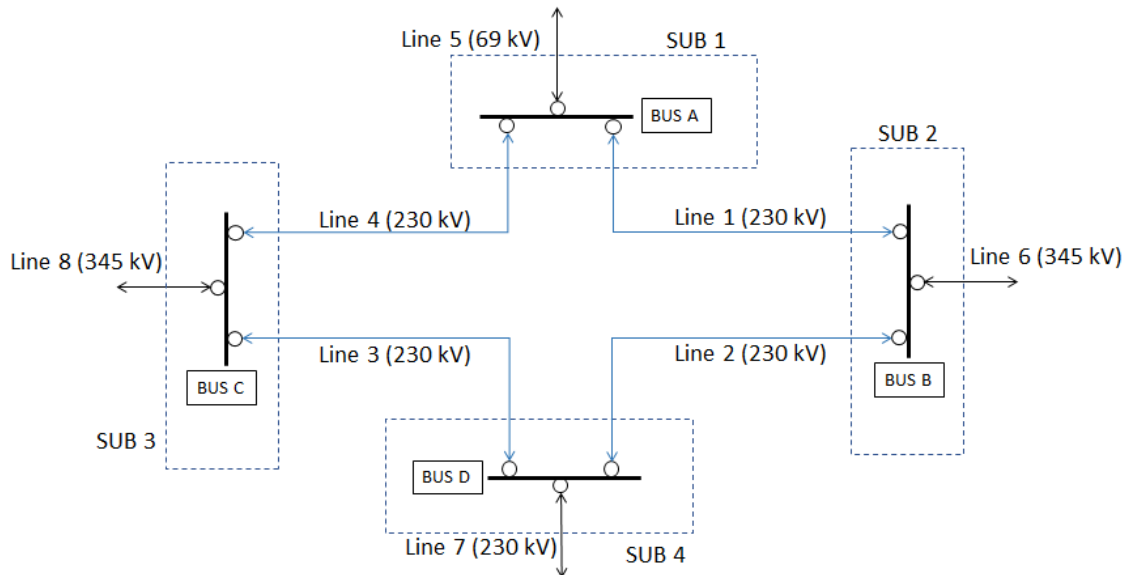 Line 5 (69 kV)
SUB 1
BUS A
SUB 2
Line 4 (230 kV)
Line 1 (230 kV)
Line 8 (345 kV)
Line 6 (345 kV)
Line 3 (230 kV)
Line 2 (230 kV)
BUS C
BUS B
SUB 3
BUS D
Line 7 (230 kV)
SUB 4